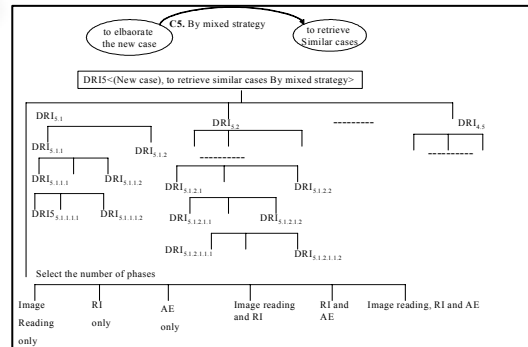 to elbaorate
the new case
C5. By mixed strategy
to retrieve
Similar cases
DRI5<(New case), to retrieve similar cases By mixed strategy>
DRI5.1
DRI5.2
DRI4.5
DRI5.1.1
DRI5.1.2
DRI5.1.1.1
DRI5.1.1.2
DRI5.1.2.1
DRI5.1.2.2
DRI5.1.1.1.1
DRI5.1.1.1.2
DRI5.1.2.1.1
DRI5.1.2.1.2
DRI5.1.2.1.1.1
DRI5.1.2.1.1.2
Select the number of phases
Image
Reading
only
RI
only
AE
only
Image reading
and RI
RI and
AE
Image reading, RI and AE